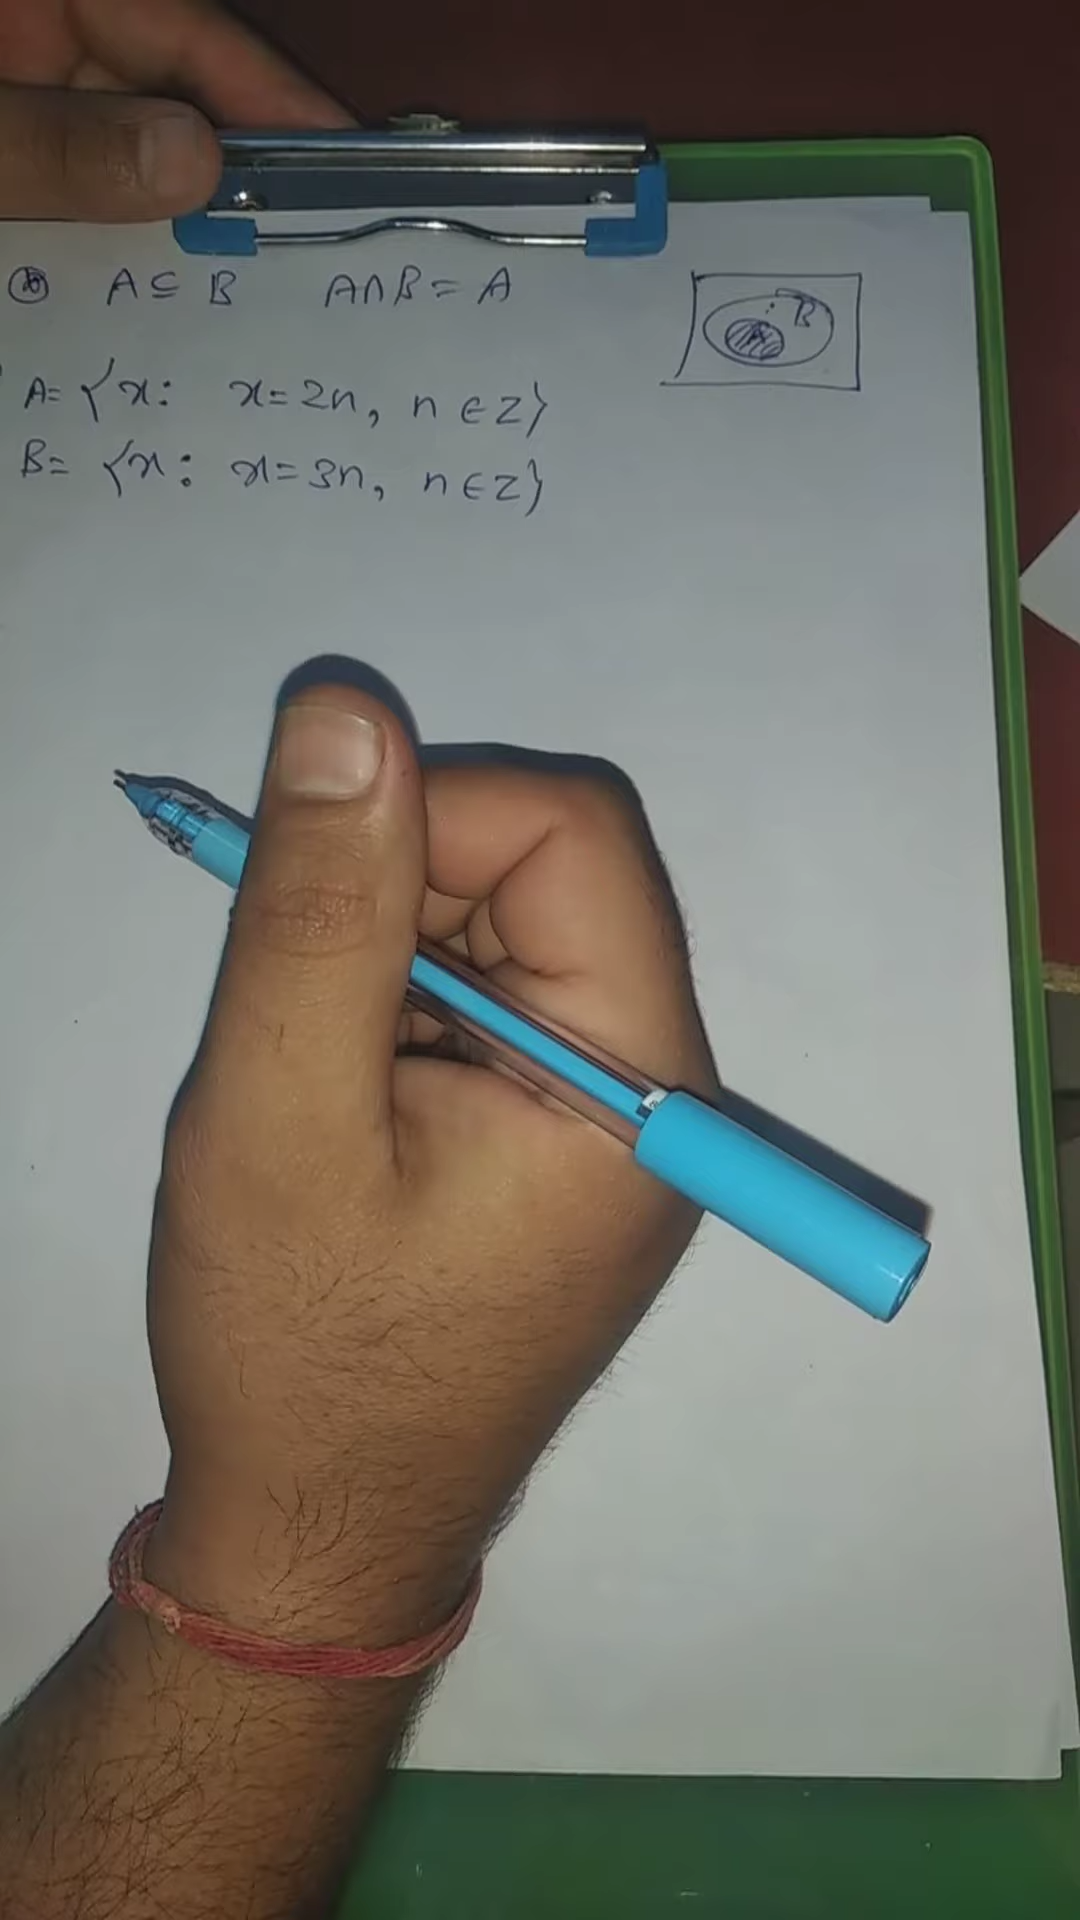 b A ⊆ B A∩B = A
A B
A = {x: x=2n, n ∈ Z}
B = {x: x=3n, n ∈ Z}